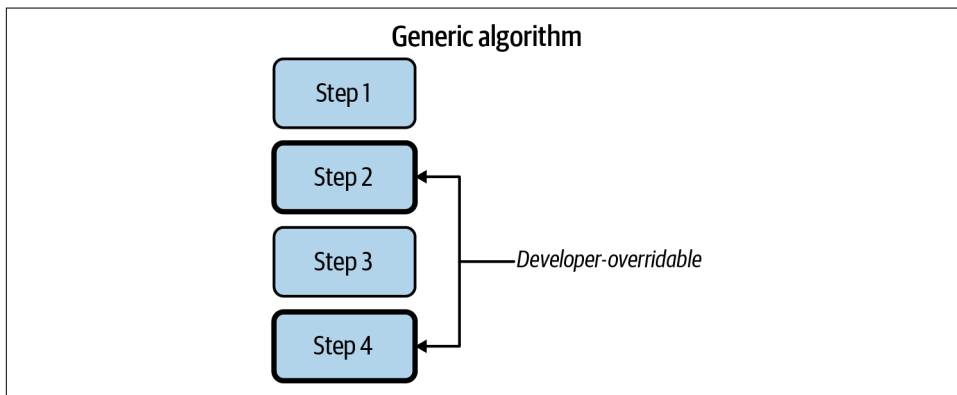 Generic algorithm
Step 1
Step 2
Step 3
Developer-overridable
Step 4